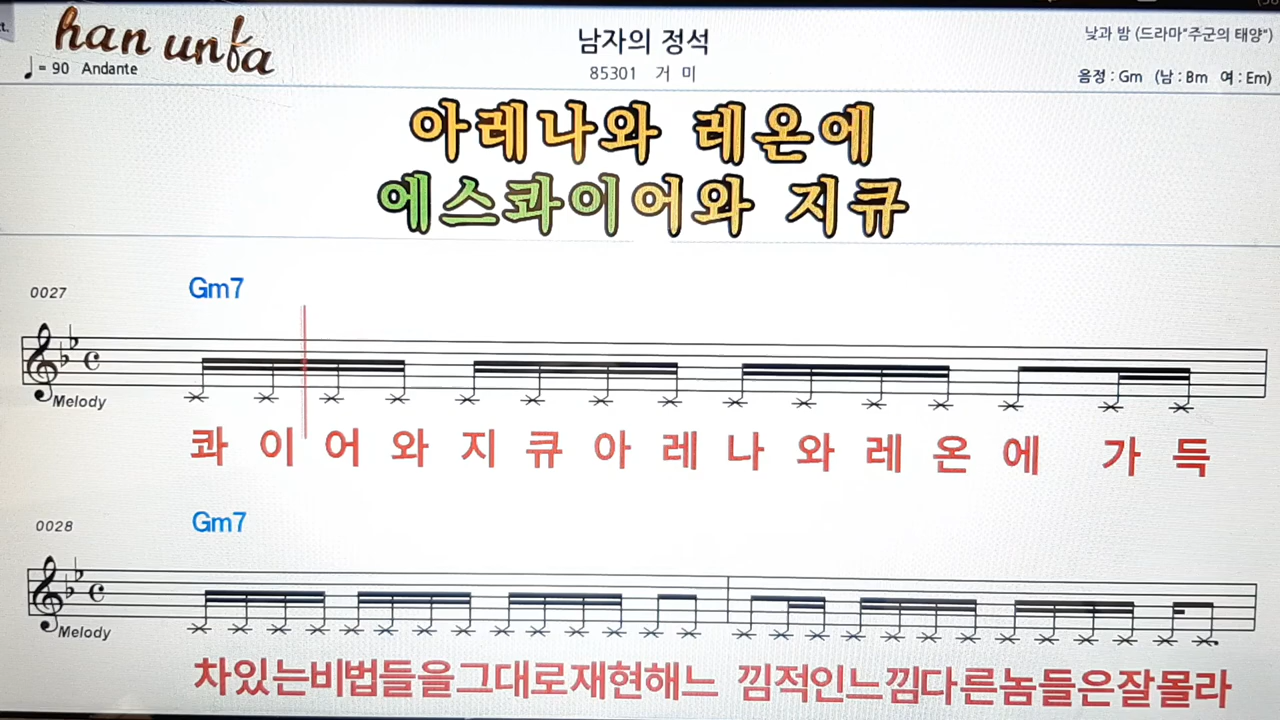 han unfa
♩= 90 Andante
남자의 정석
85301 거 미
낮과 밤 (드라마"주군의 태양")
음정 : Gm (남 : Bm 여 : Em)
아레나와 레온에
에스콰이어와 지큐
0027
Gm7
Melody
콰 이 어 와 지 큐 아 레 나 와 레 온 에 가 득
0028
Gm7
Melody
차있는비법들을그대로재현해느 낌적인느낌다른놈들은잘몰라